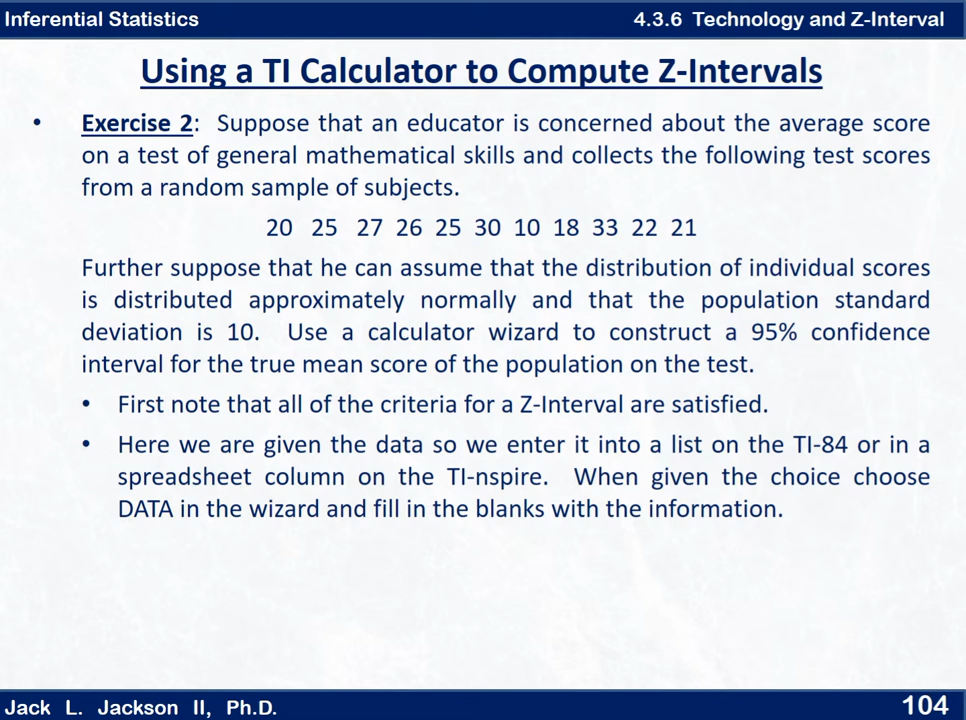 Inferential Statistics
4.3.6 Technology and Z-Interval
Using a TI Calculator to Compute Z-Intervals
• Exercise 2: Suppose that an educator is concerned about the average score
on a test of general mathematical skills and collects the following test scores
from a random sample of subjects.
20 25 27 26 25 30 10 18 33 22 21
Further suppose that he can assume that the distribution of individual scores
is distributed approximately normally and that the population standard
deviation is 10. Use a calculator wizard to construct a 95% confidence
interval for the true mean score of the population on the test.
• First note that all of the criteria for a Z-Interval are satisfied.
• Here we are given the data so we enter it into a list on the TI-84 or in a
spreadsheet column on the TI-nspire. When given the choice choose
DATA in the wizard and fill in the blanks with the information.
Jack L. Jackson II, Ph.D.
104